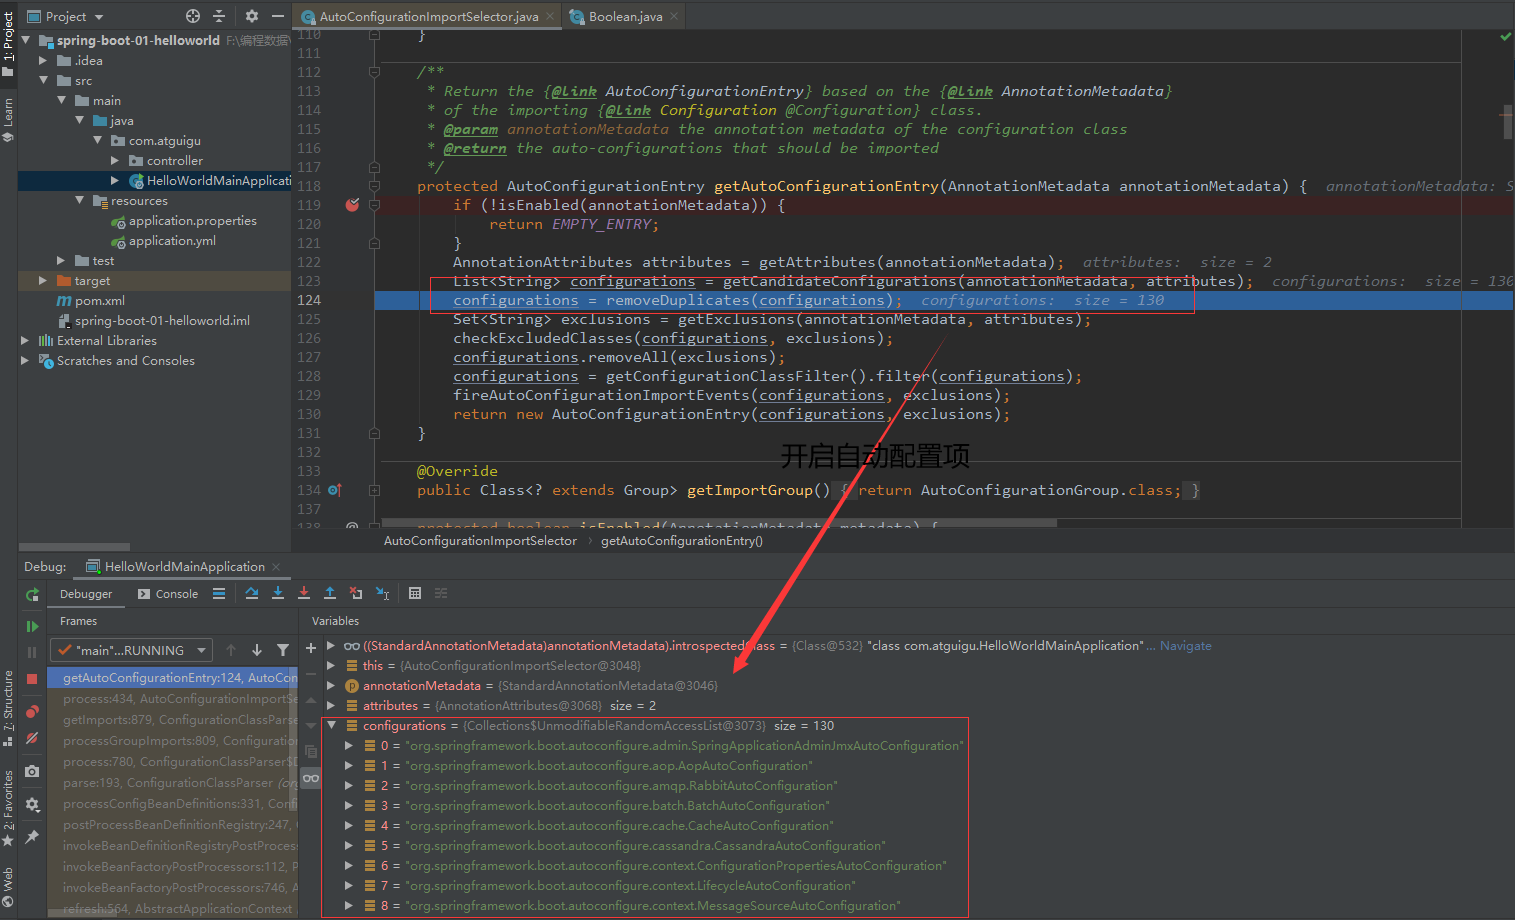 Project
AutoConfigurationImportSelector.java
Boolean.java
1: Project
Learn
7: Structure
2: Favorites
Web
spring-boot-01-helloworld F:\编程数据\
.idea
src
main
java
com.atguigu
controller
HelloWorldMainApplicati
resources
application.properties
application.yml
test
target
pom.xml
spring-boot-01-helloworld.iml
External Libraries
Scratches and Consoles
110 }
111
112 /**
113 * Return the {@link AutoConfigurationEntry} based on the {@link AnnotationMetadata}
114 * of the importing {@link Configuration @Configuration} class.
115 * @param annotationMetadata the annotation metadata of the configuration class
116 * @return the auto-configurations that should be imported
117 */
118 protected AutoConfigurationEntry getAutoConfigurationEntry(AnnotationMetadata annotationMetadata) { annotationMetadata: S
119 if (!isEnabled(annotationMetadata)) {
120 return EMPTY_ENTRY;
121 }
122 AnnotationAttributes attributes = getAttributes(annotationMetadata); attributes: size = 2
123 List<String> configurations = getCandidateConfigurations(annotationMetadata, attributes); configurations: size = 130
124 configurations = removeDuplicates(configurations); configurations: size = 130
125 Set<String> exclusions = getExclusions(annotationMetadata, attributes);
126 checkExcludedClasses(configurations, exclusions);
127 configurations.removeAll(exclusions);
128 configurations = getConfigurationClassFilter().filter(configurations);
129 fireAutoConfigurationImportEvents(configurations, exclusions);
130 return new AutoConfigurationEntry(configurations, exclusions);
131 }
132
开启自动配置项
133 @Override
134 public Class<? extends Group> getImportGroup() { return AutoConfigurationGroup.class; }
137
138 protected boolean isEnabled(AnnotationMetadata metadata) {
AutoConfigurationImportSelector › getAutoConfigurationEntry()
Debug: HelloWorldMainApplication
Debugger Console
Frames
Variables
"main"...RUNNING
getAutoConfigurationEntry:124, AutoCon
process:434, AutoConfigurationImportSe
getImports:879, ConfigurationClassParse
processGroupImports:809, Configuration
process:780, ConfigurationClassParser$D
parse:193, ConfigurationClassParser (org
processConfigBeanDefinitions:331, Confi
postProcessBeanDefinitionRegistry:247, C
invokeBeanDefinitionRegistryPostProcess
invokeBeanFactoryPostProcessors:112, P
invokeBeanFactoryPostProcessors:746, A
refresh:564, AbstractApplicationContext
((StandardAnnotationMetadata)annotationMetadata).introspectedClass = {Class@532} "class com.atguigu.HelloWorldMainApplication"... Navigate
this = {AutoConfigurationImportSelector@3048}
annotationMetadata = {StandardAnnotationMetadata@3046}
attributes = {AnnotationAttributes@3068} size = 2
configurations = {Collections$UnmodifiableRandomAccessList@3073} size = 130
0 = "org.springframework.boot.autoconfigure.admin.SpringApplicationAdminJmxAutoConfiguration"
1 = "org.springframework.boot.autoconfigure.aop.AopAutoConfiguration"
2 = "org.springframework.boot.autoconfigure.amqp.RabbitAutoConfiguration"
3 = "org.springframework.boot.autoconfigure.batch.BatchAutoConfiguration"
4 = "org.springframework.boot.autoconfigure.cache.CacheAutoConfiguration"
5 = "org.springframework.boot.autoconfigure.cassandra.CassandraAutoConfiguration"
6 = "org.springframework.boot.autoconfigure.context.ConfigurationPropertiesAutoConfiguration"
7 = "org.springframework.boot.autoconfigure.context.LifecycleAutoConfiguration"
8 = "org.springframework.boot.autoconfigure.context.MessageSourceAutoConfiguration"